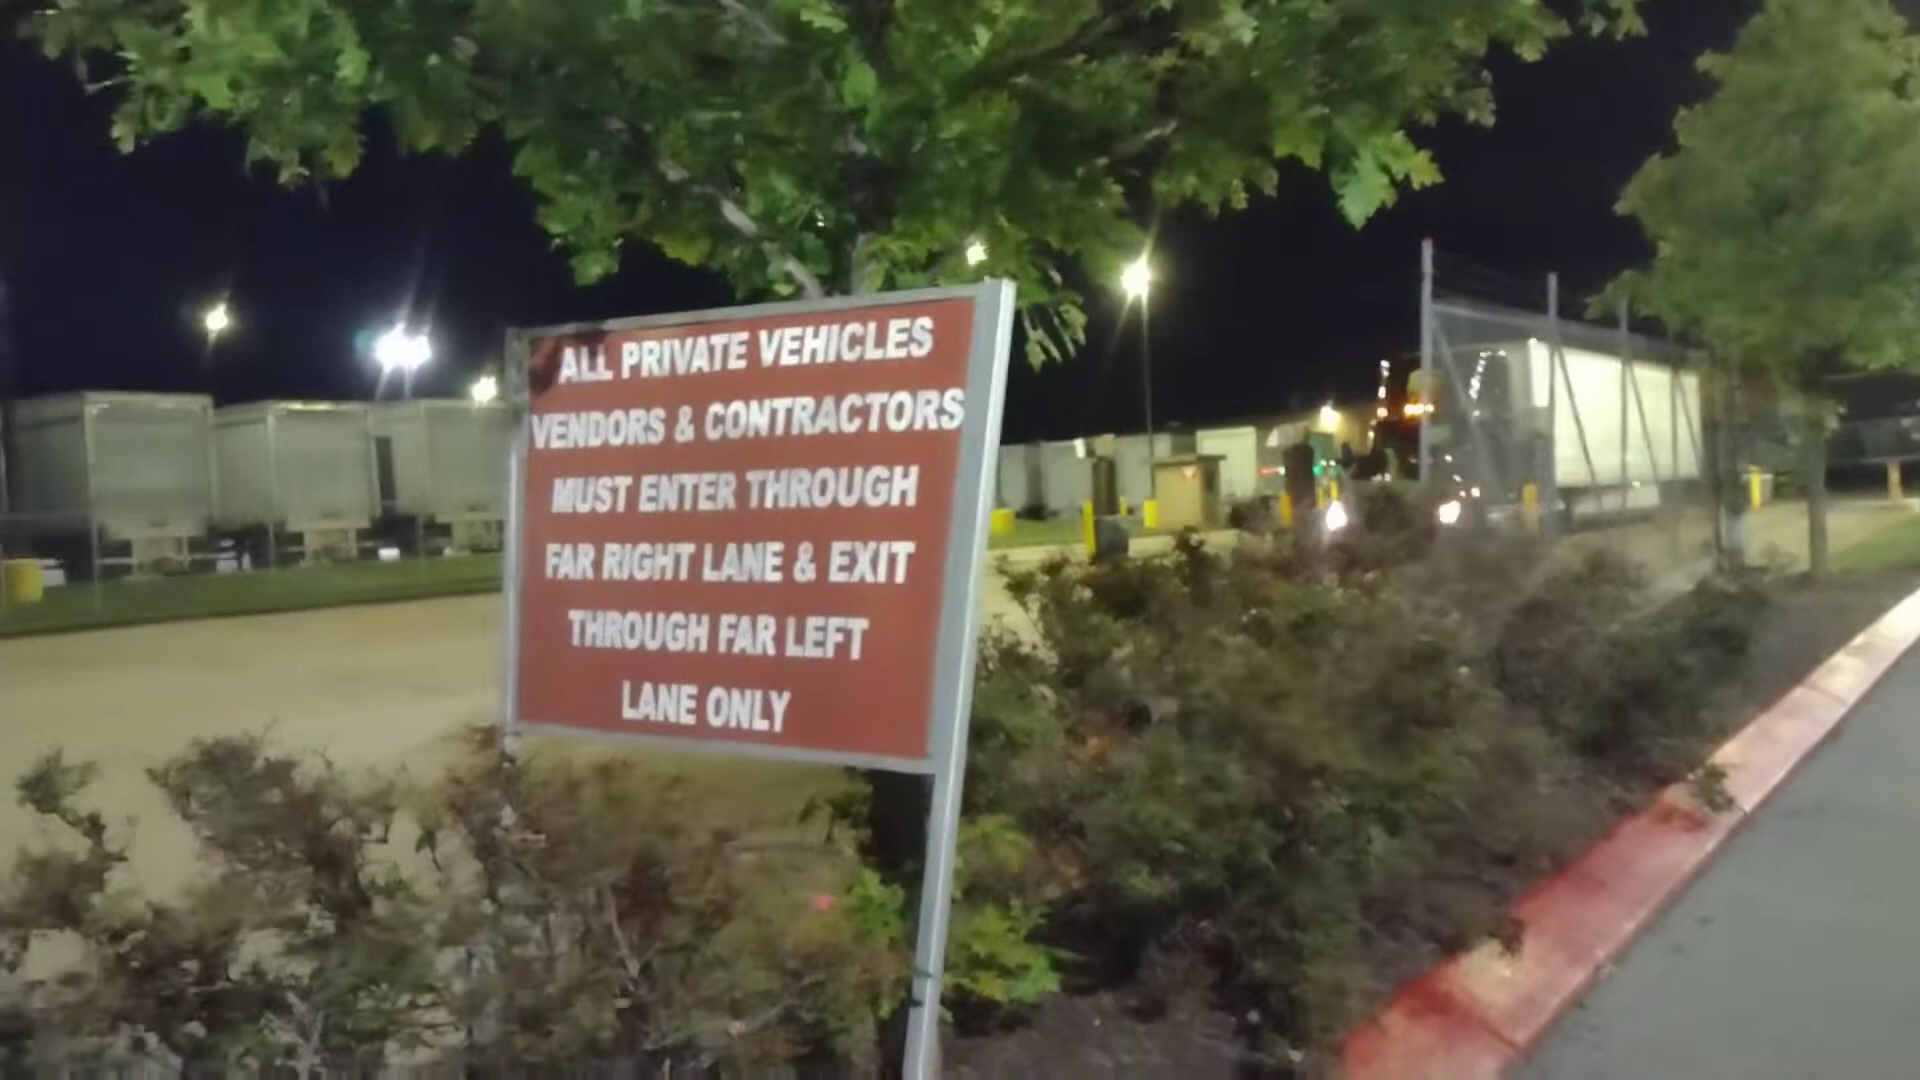 ALL PRIVATE VEHICLES
VENDORS & CONTRACTORS
MUST ENTER THROUGH
FAR RIGHT LANE & EXIT
THROUGH FAR LEFT
LANE ONLY